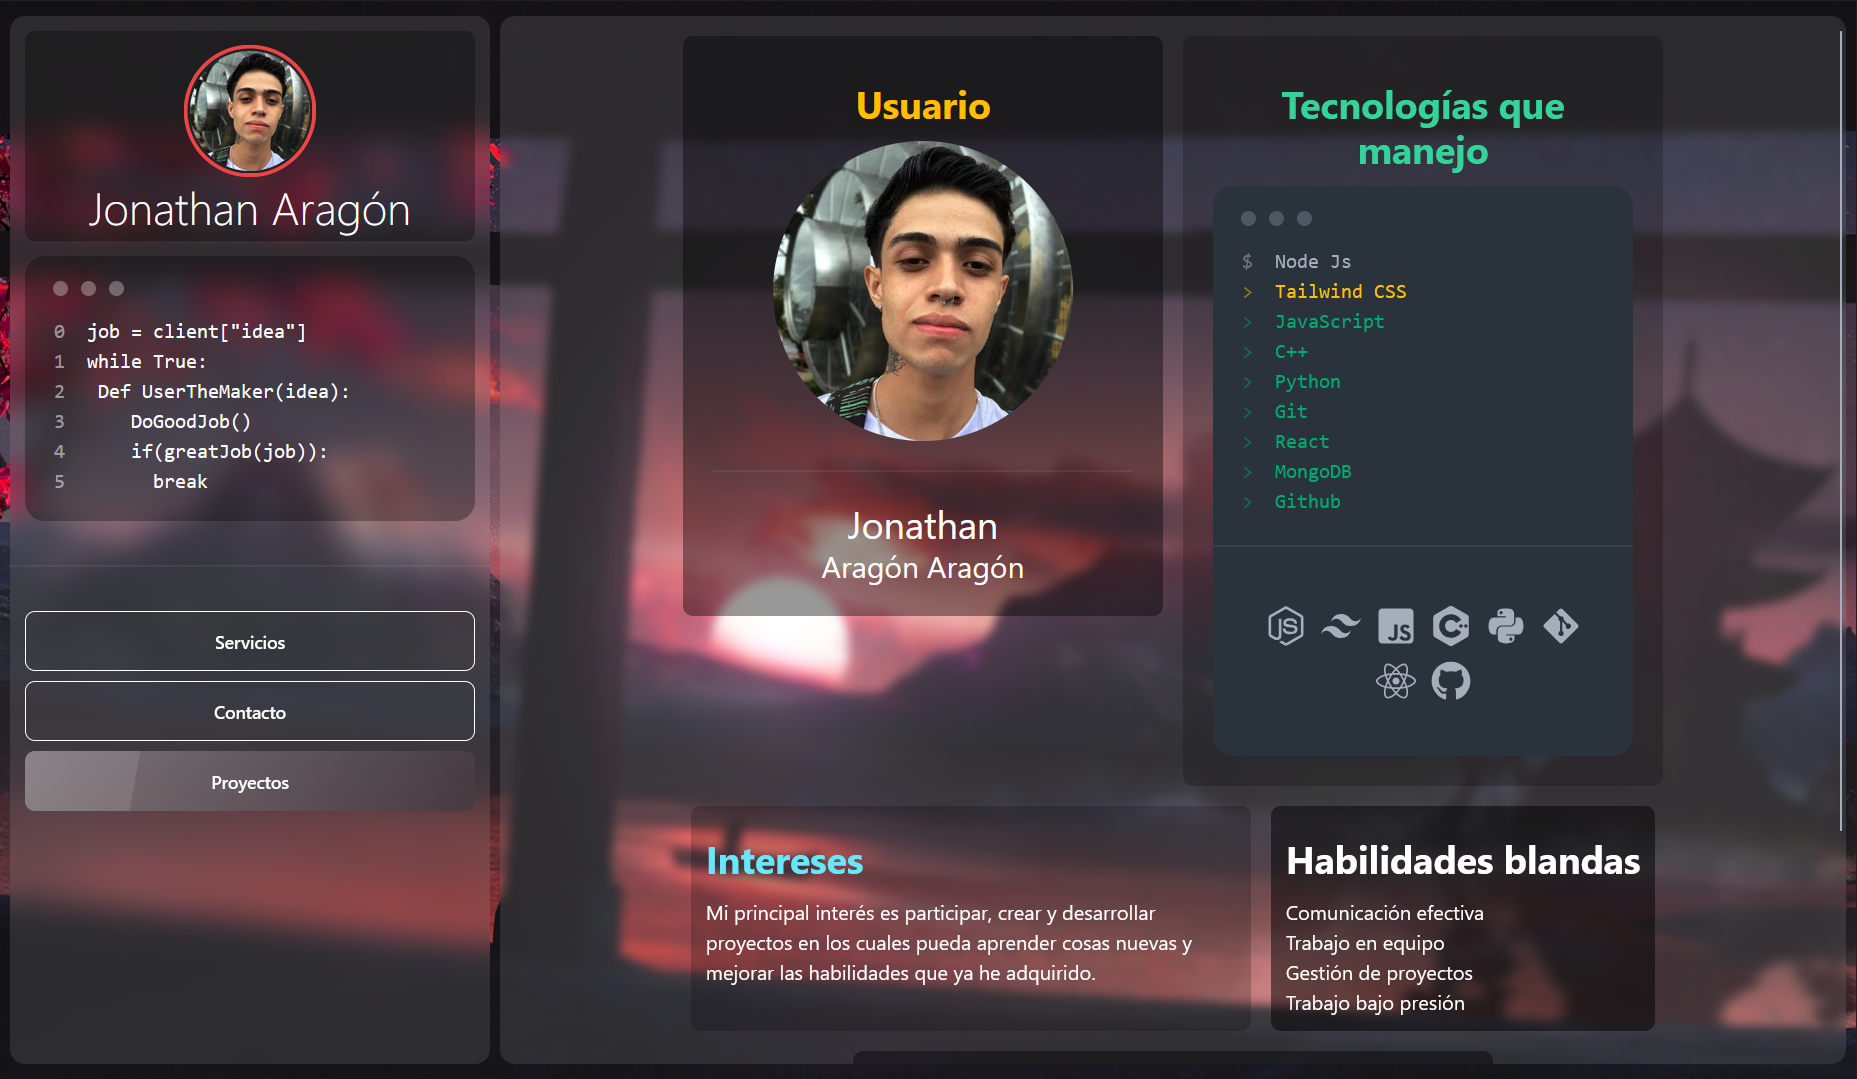 Jonathan Aragón
0 job = client["idea"]
1 while True:
2  Def UserTheMaker(idea):
3     DoGoodJob()
4     if(greatJob(job)):
5       break
Servicios
Contacto
Proyectos
Usuario
Jonathan
Aragón Aragón
Tecnologías que
manejo
$ Node Js
> Tailwind CSS
> JavaScript
> C++
> Python
> Git
> React
> MongoDB
> Github
JS
JS
C++
Intereses
Mi principal interés es participar, crear y desarrollar
proyectos en los cuales pueda aprender cosas nuevas y
mejorar las habilidades que ya he adquirido.
Habilidades blandas
Comunicación efectiva
Trabajo en equipo
Gestión de proyectos
Trabajo bajo presión